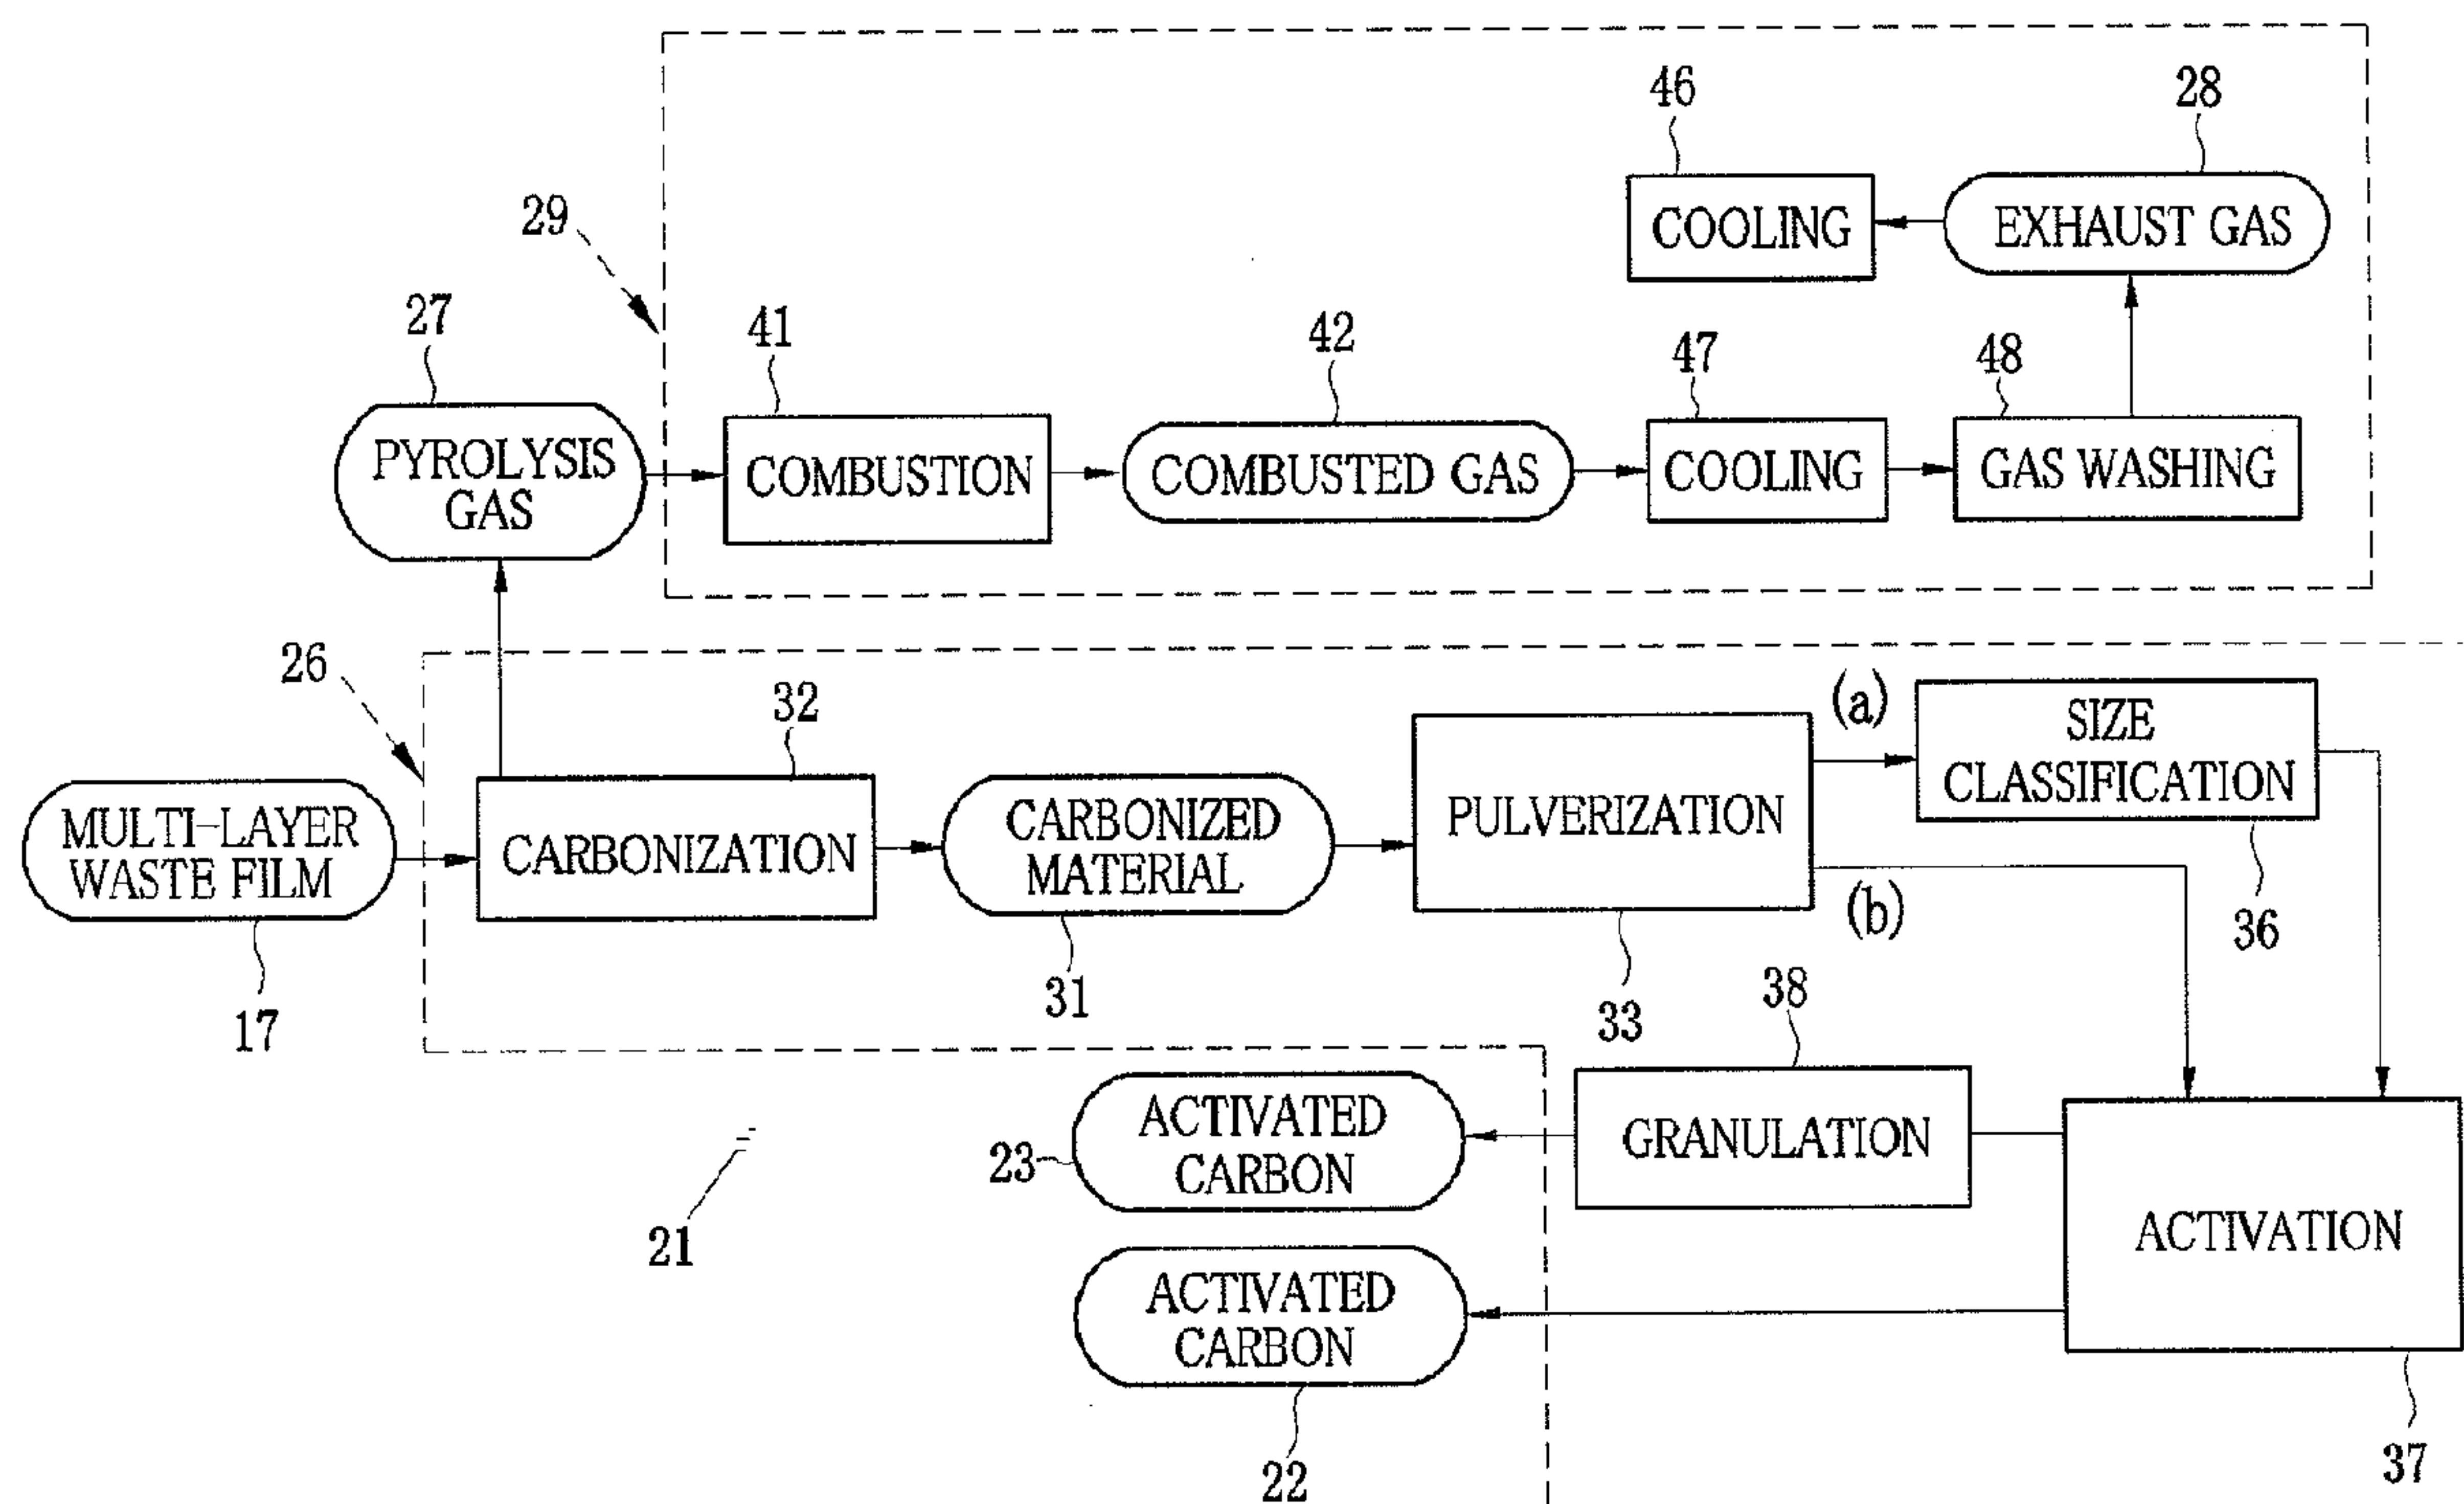 46
28
COOLING
EXHAUST GAS
29
27
41
42
47
48
PYROLYSIS
GAS
COMBUSTION
COMBUSTED GAS
COOLING
GAS WASHING
26
32
(a)
SIZE
CLASSIFICATION
MULTI-LAYER
WASTE FILM
CARBONIZATION
CARBONIZED
MATERIAL
PULVERIZATION
(b)
36
17
31
33
38
ACTIVATED
CARBON
23
GRANULATION
21
ACTIVATION
ACTIVATED
CARBON
22
37